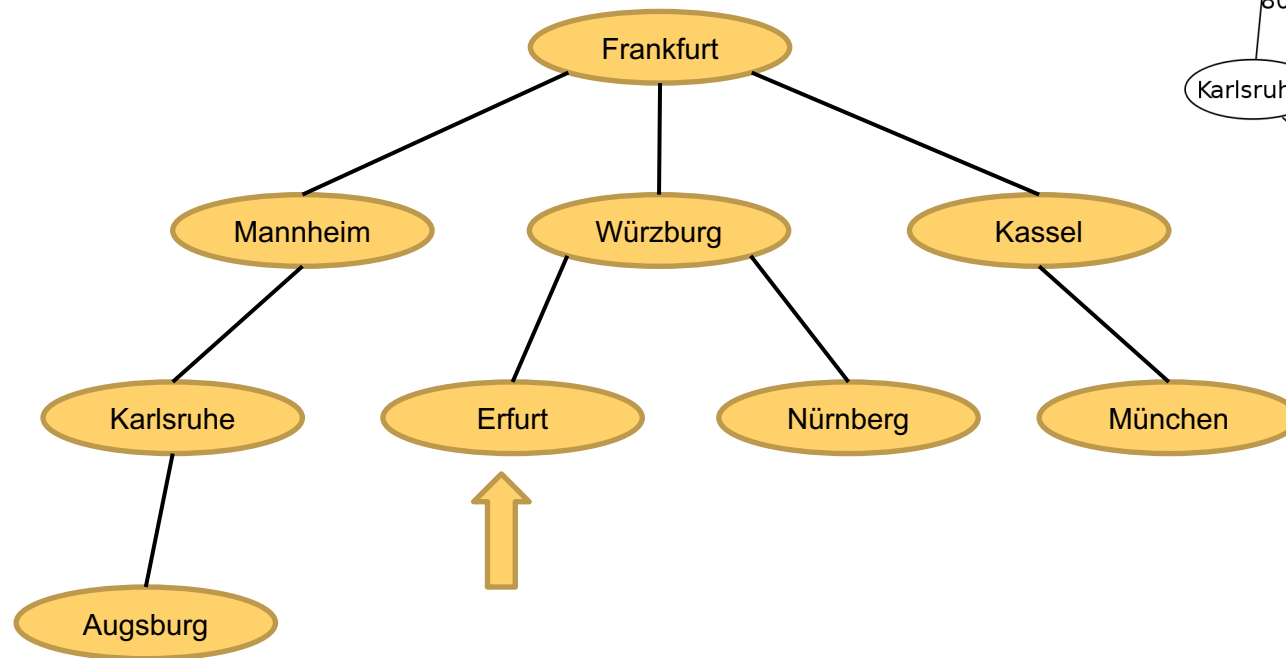 Frankfurt
Mannheim
Würzburg
Kassel
Karlsruhe
Erfurt
Nürnberg
München
Augsburg